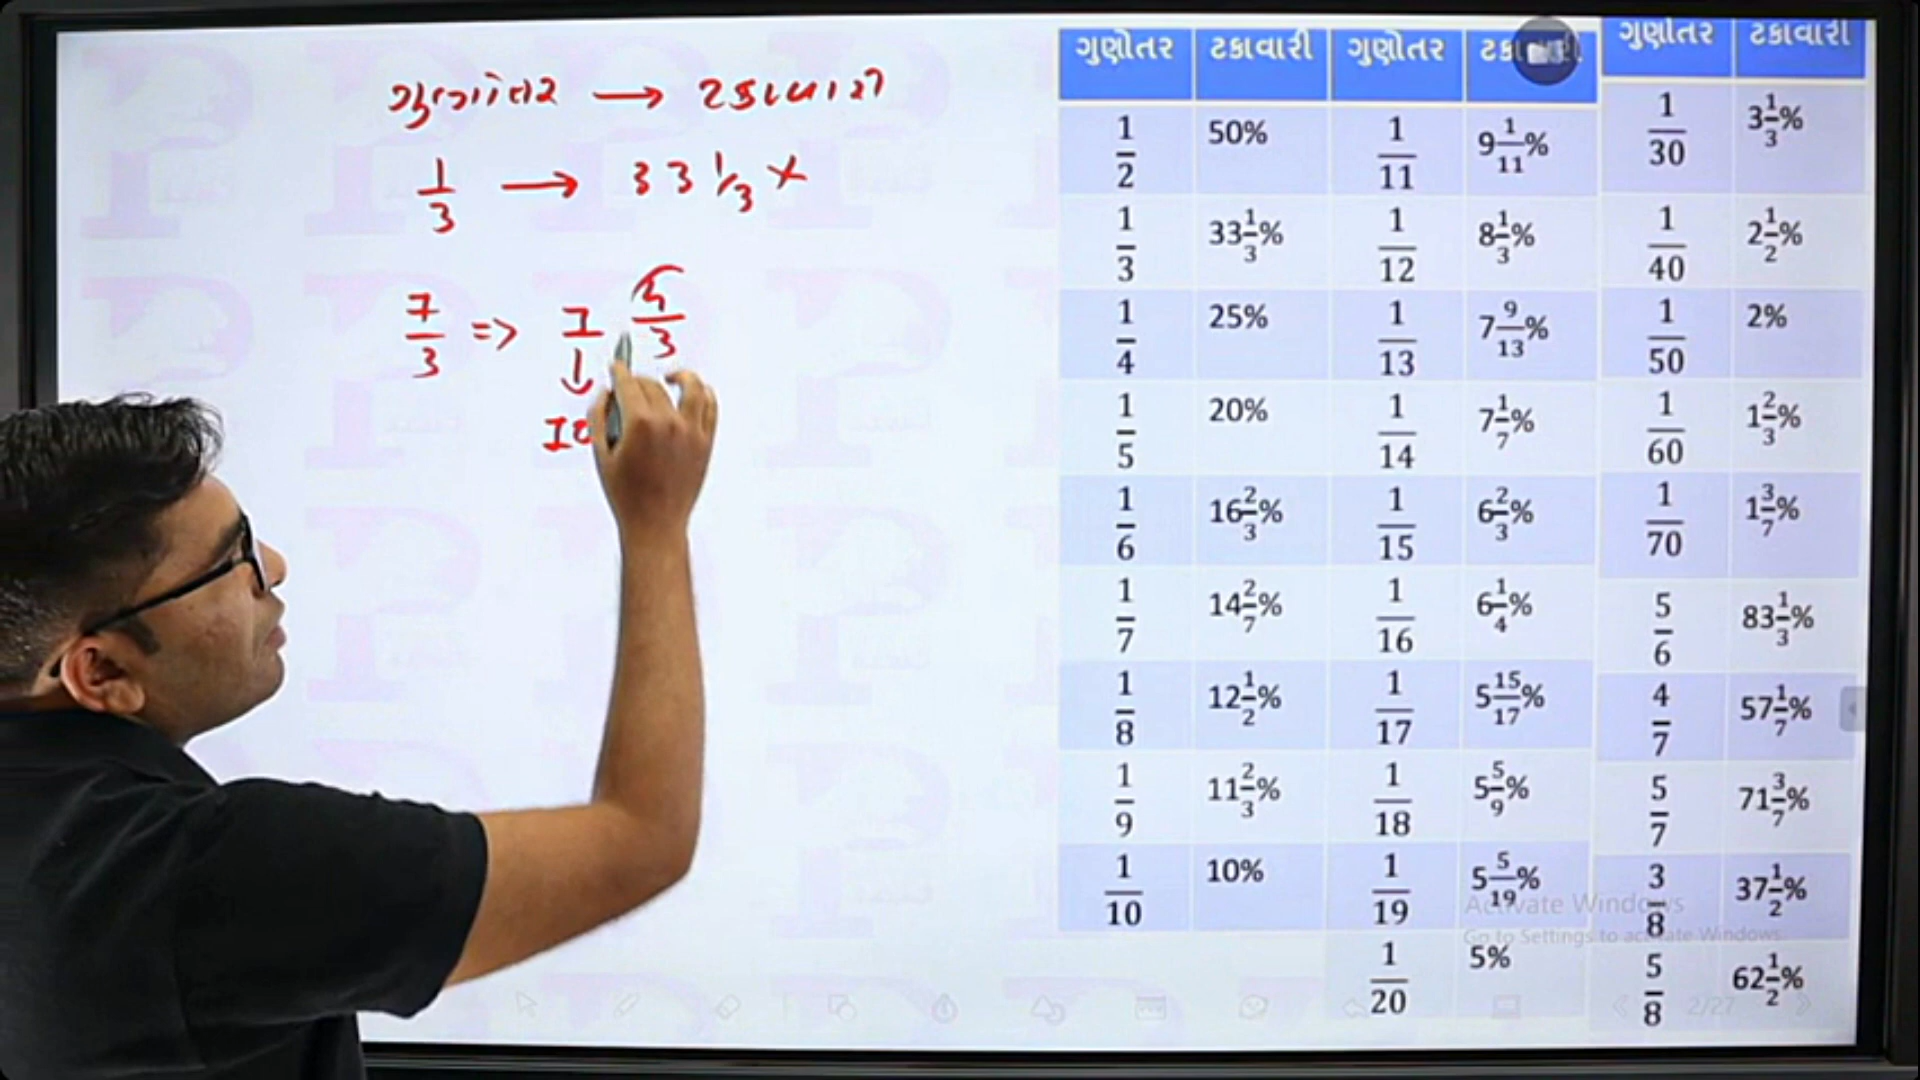 ગુણોતર → ટકાવારી
1/3 → 33 1/3 %
7/3 => 1 4/3
↓
10
ગુણોતર ટકાવારી ગુણોતર ગુણોતર ટકાવારી
1/2 50% 1/11 9 1/11% 1/30 3 1/3%
1/3 33 1/3% 1/12 8 1/3% 1/40 2 1/2%
1/4 25% 1/13 7 9/13% 1/50 2%
1/5 20% 1/14 7 1/7% 1/60 1 2/3%
1/6 16 2/3% 1/15 6 2/3% 1/70 1 3/7%
1/7 14 2/7% 1/16 6 1/4% 5/6 83 1/3%
1/8 12 1/2% 1/17 5 15/17% 4/7 57 1/7%
1/9 11 2/3% 1/18 5 5/9% 5/7 71 3/7%
1/10 10% 1/19 5 5/19% 3/8 37 1/2%
1/20 5% 5/8 62 1/2%
Activate Windows
Go to Settings to activate Windows.
2/27